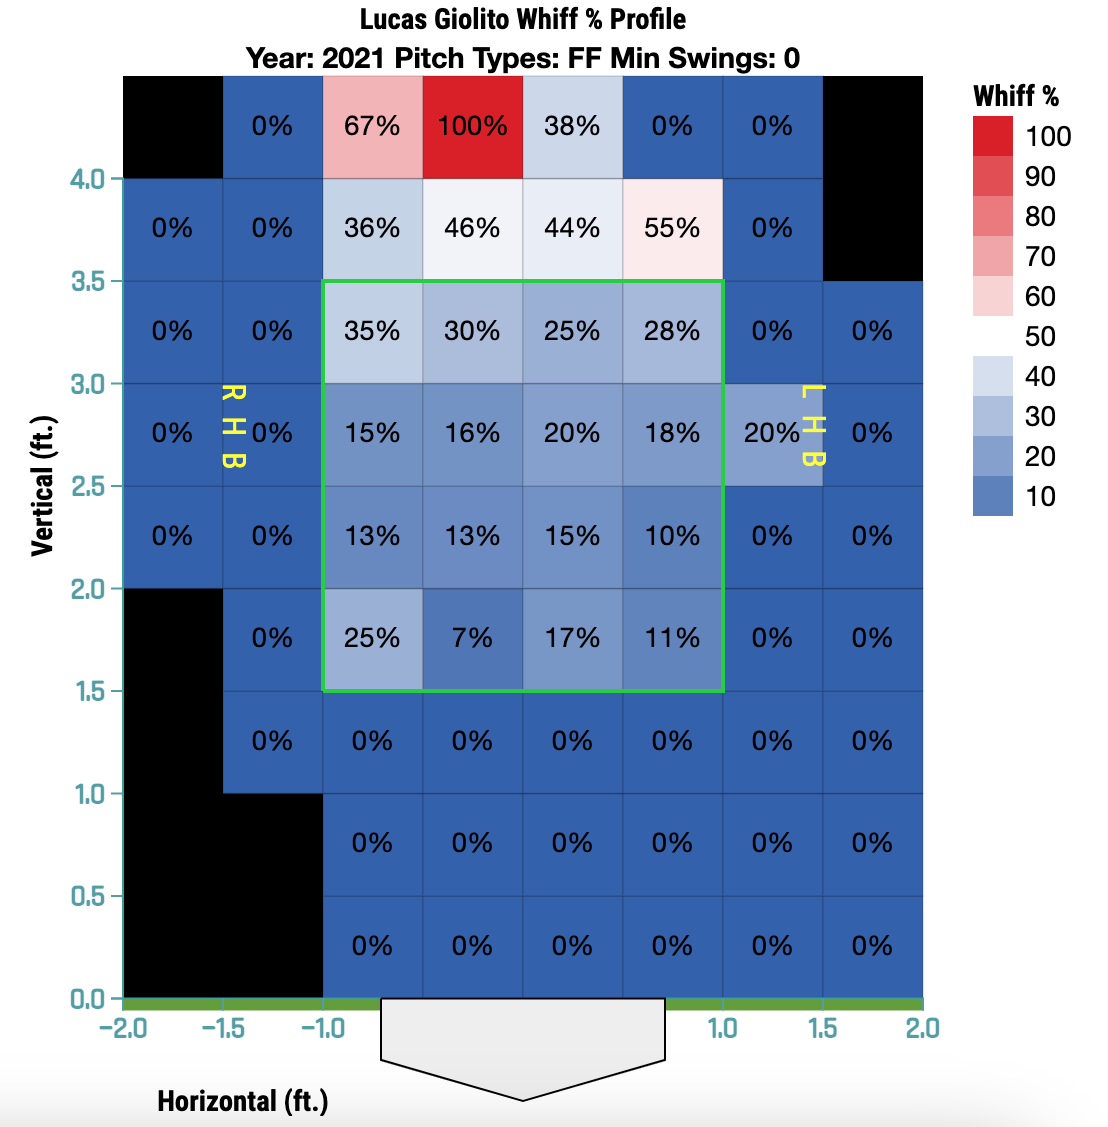 Lucas Giolito Whiff % Profile
Year: 2021 Pitch Types: FF Min Swings: 0
Whiff %
100
90
80
70
60
50
40
30
20
10
0% 67% 100% 38% 0% 0%
4.0
0% 0% 36% 46% 44% 55% 0%
3.5
0% 0% 35% 30% 25% 28% 0% 0%
3.0
RHB
LHB
0% 0% 15% 16% 20% 18% 20% 0%
2.5
0% 0% 13% 13% 15% 10% 0% 0%
2.0
0% 25% 7% 17% 11% 0% 0%
1.5
0% 0% 0% 0% 0% 0% 0%
1.0
0% 0% 0% 0% 0% 0%
0.5
0% 0% 0% 0% 0% 0%
0.0
Vertical (ft.)
−2.0 −1.5 −1.0 1.0 1.5 2.0
Horizontal (ft.)